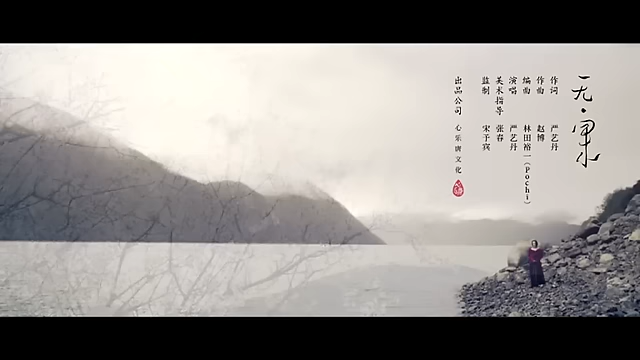 无·
作词 严艺丹
作曲 赵博
编曲 林田裕一(Pochi)
演唱 严艺丹
美术指导 张春
监制 宋予宾
出品公司 心乐唐文化